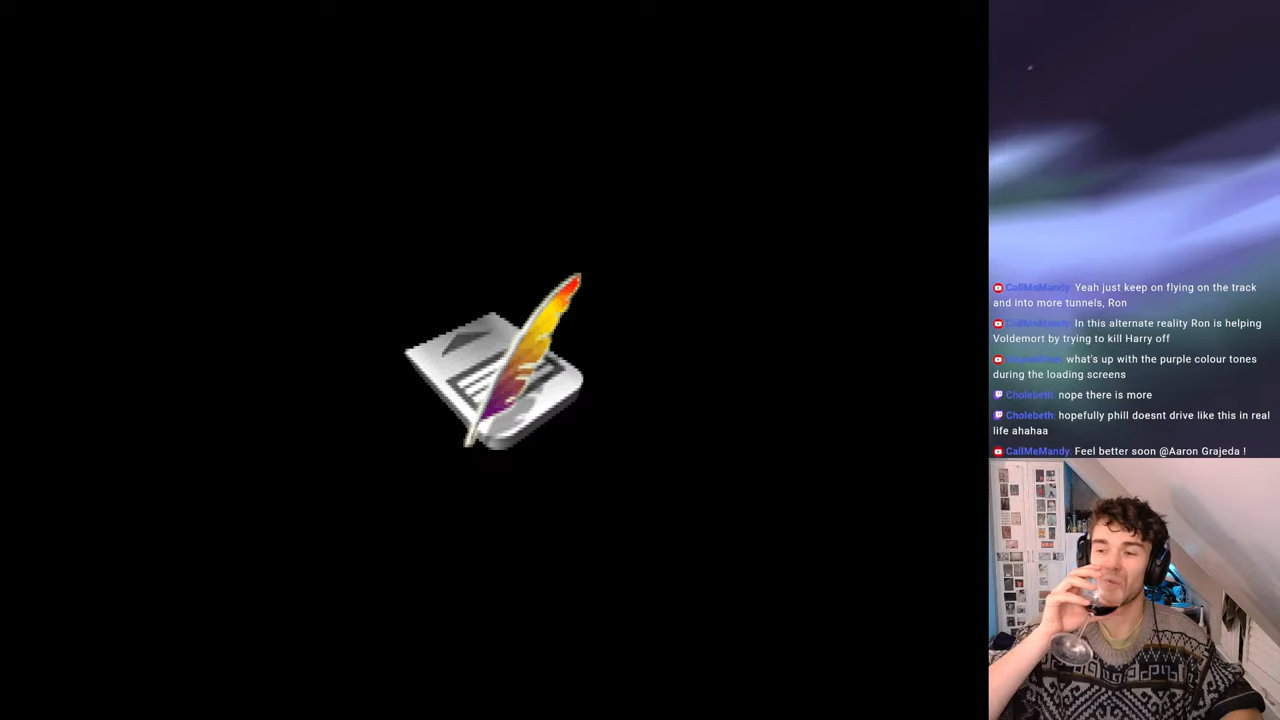 CallMeMandy: Yeah just keep on flying on the track
and into more tunnels, Ron
CallMeMandy: In this alternate reality Ron is helping
Voldemort by trying to kill Harry off
what's up with the purple colour tones
during the loading screens
Cholebeth: nope there is more
Cholebeth: hopefully phill doesnt drive like this in real
life ahahaa
CallMeMandy: Feel better soon @Aaron Grajeda !